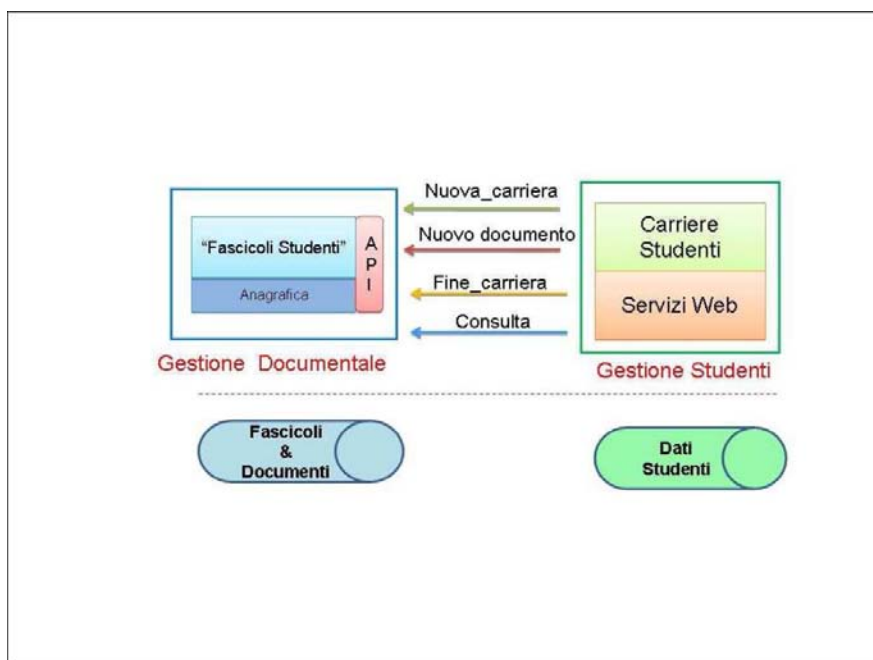 Nuova_carriera
Nuovo documento
Fine_carriera
Consulta
"Fascicoli Studenti"
Anagrafica
A
P
I
Gestione Documentale
Carriere
Studenti
Servizi Web
Gestione Studenti
Fascicoli
&
Documenti
Dati
Studenti